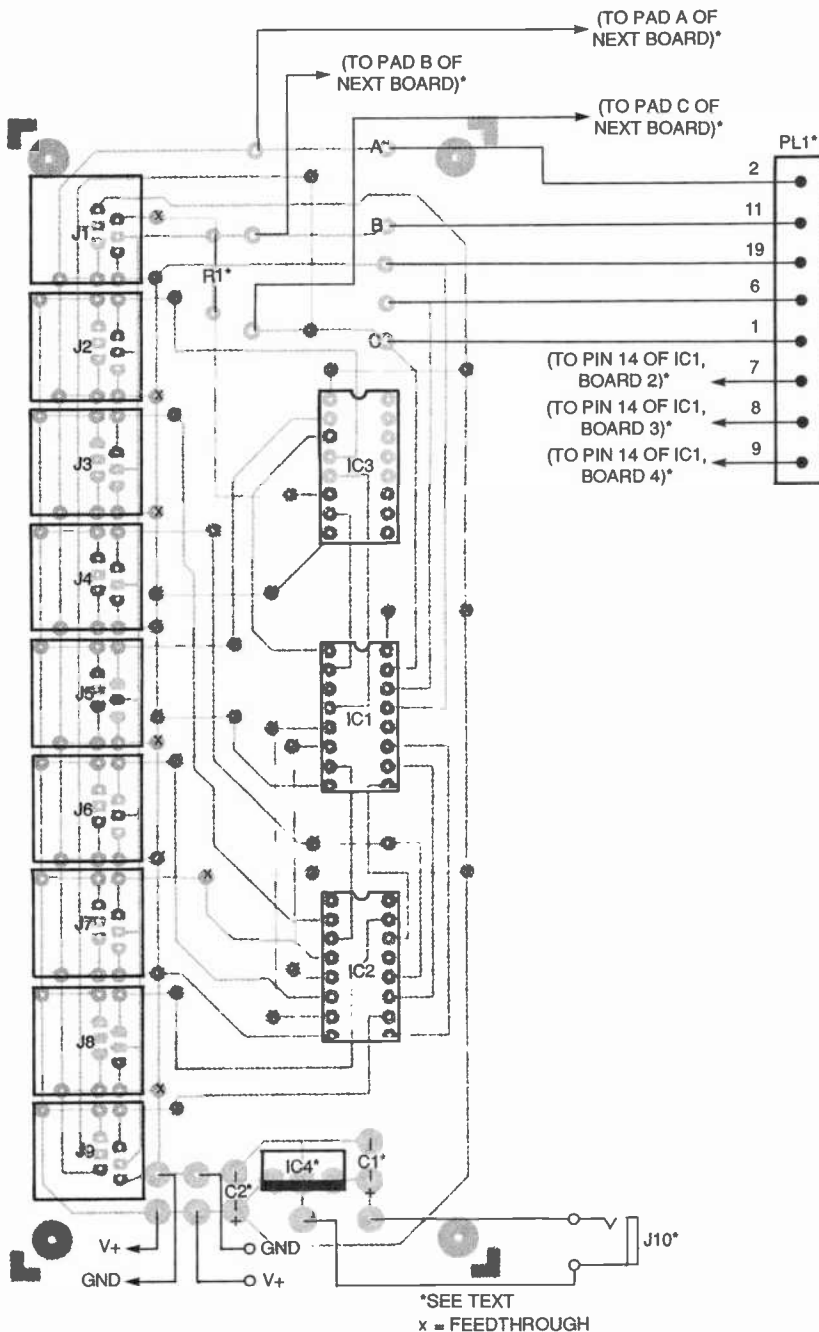 (TO PAD A OF
NEXT BOARD)*
(TO PAD B OF
NEXT BOARD)*
(TO PAD C OF
NEXT BOARD)*
PL1*
A*
2
J1
B
11
R1*
19
6
J2
C*
1
(TO PIN 14 OF IC1,
BOARD 2)*
7
(TO PIN 14 OF IC1,
BOARD 3)*
8
(TO PIN 14 OF IC1,
BOARD 4)*
9
J3
IC3
J4
J5
IC1
J6
J7
IC2
J8
J9
C2*
IC4*
C1*
V+
GND
J10*
GND
V+
*SEE TEXT
x = FEEDTHROUGH